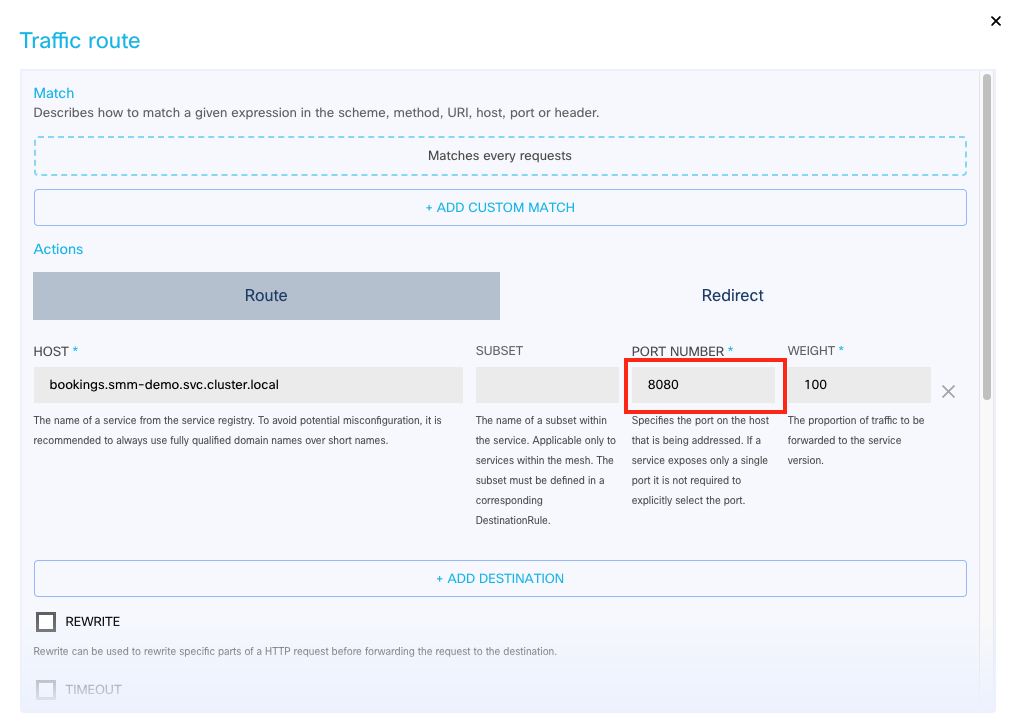 ×
Traffic route
Match
Describes how to match a given expression in the scheme, method, URI, host, port or header.
Matches every requests
+ ADD CUSTOM MATCH
Actions
Route
Redirect
HOST *
SUBSET
PORT NUMBER *
WEIGHT *
bookings.smm-demo.svc.cluster.local
8080
100
The name of a service from the service registry. To avoid potential misconfiguration, it is
recommended to always use fully qualified domain names over short names.
The name of a subset within
the service. Applicable only to
services within the mesh. The
subset must be defined in a
corresponding
DestinationRule.
Specifies the port on the host
that is being addressed. If a
service exposes only a single
port it is not required to
explicitly select the port.
The proportion of traffic to be
forwarded to the service
version.
+ ADD DESTINATION
REWRITE
Rewrite can be used to rewrite specific parts of a HTTP request before forwarding the request to the destination.
TIMEOUT